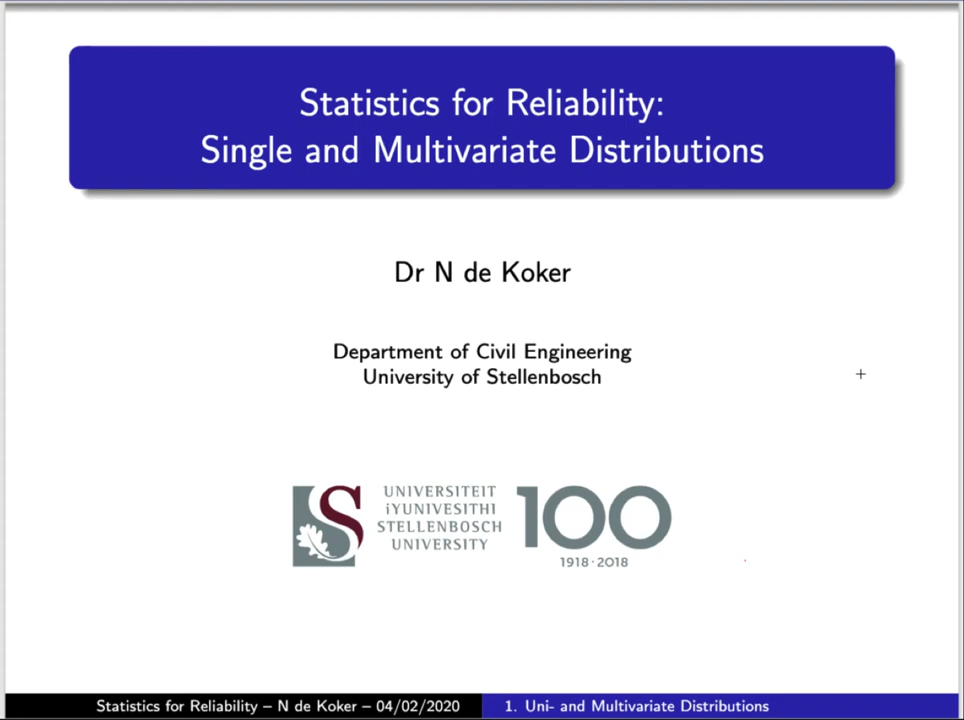 Statistics for Reliability:
Single and Multivariate Distributions
Dr N de Koker
Department of Civil Engineering
University of Stellenbosch
UNIVERSITEIT
iYUNIVESITHI
STELLENBOSCH
UNIVERSITY
100
1918·2018
Statistics for Reliability – N de Koker – 04/02/2020
1. Uni- and Multivariate Distributions